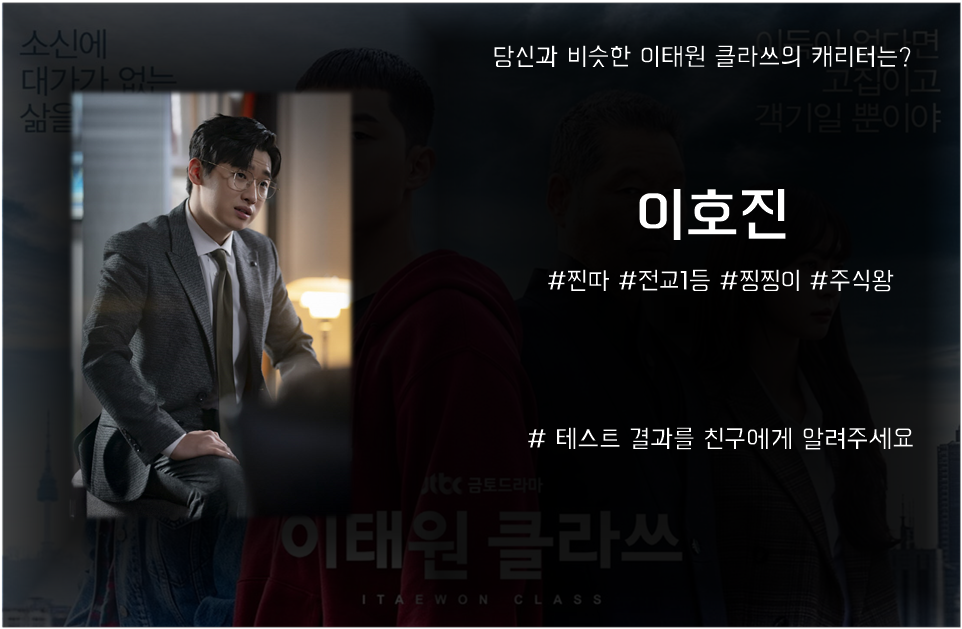 소신에
대가가 없는
삶을
당신과 비슷한 이태원 클라쓰의 캐리터는?
이득이 없다면
고집이고
객기일 뿐이야
이호진
#찐따 #전교1등 #찡찡이 #주식왕
# 테스트 결과를 친구에게 알려주세요
jtbc 금토드라마
이태원 클라쓰
ITAEWON CLASS